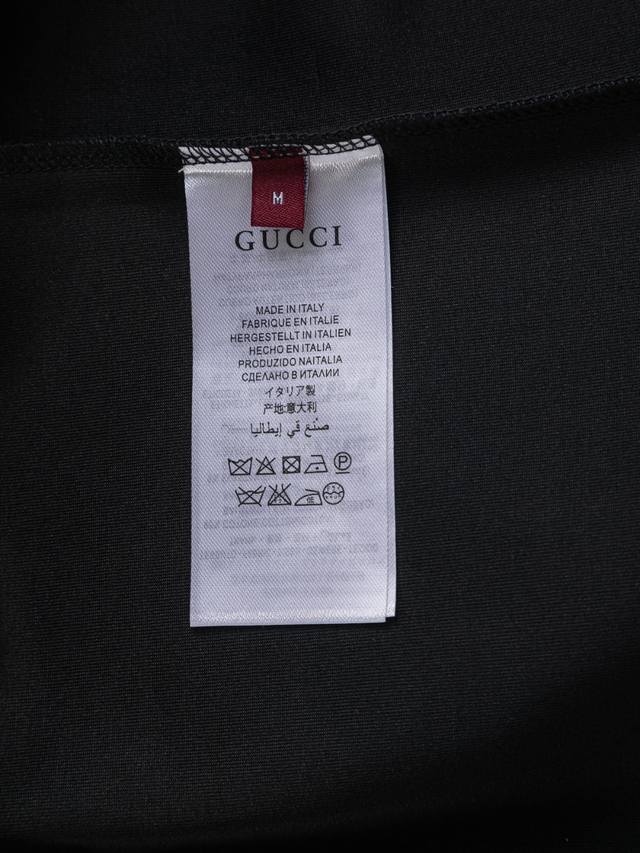 M
GUCCI
MADE IN ITALY
FABRIQUE EN ITALIE
HERGESTELLT IN ITALIEN
HECHO EN ITALIA
PRODUZIDO NAITALIA
СДЕЛАНО В ИТАЛИИ
イタリア製
产地:意大利
صنع في إيطاليا
P